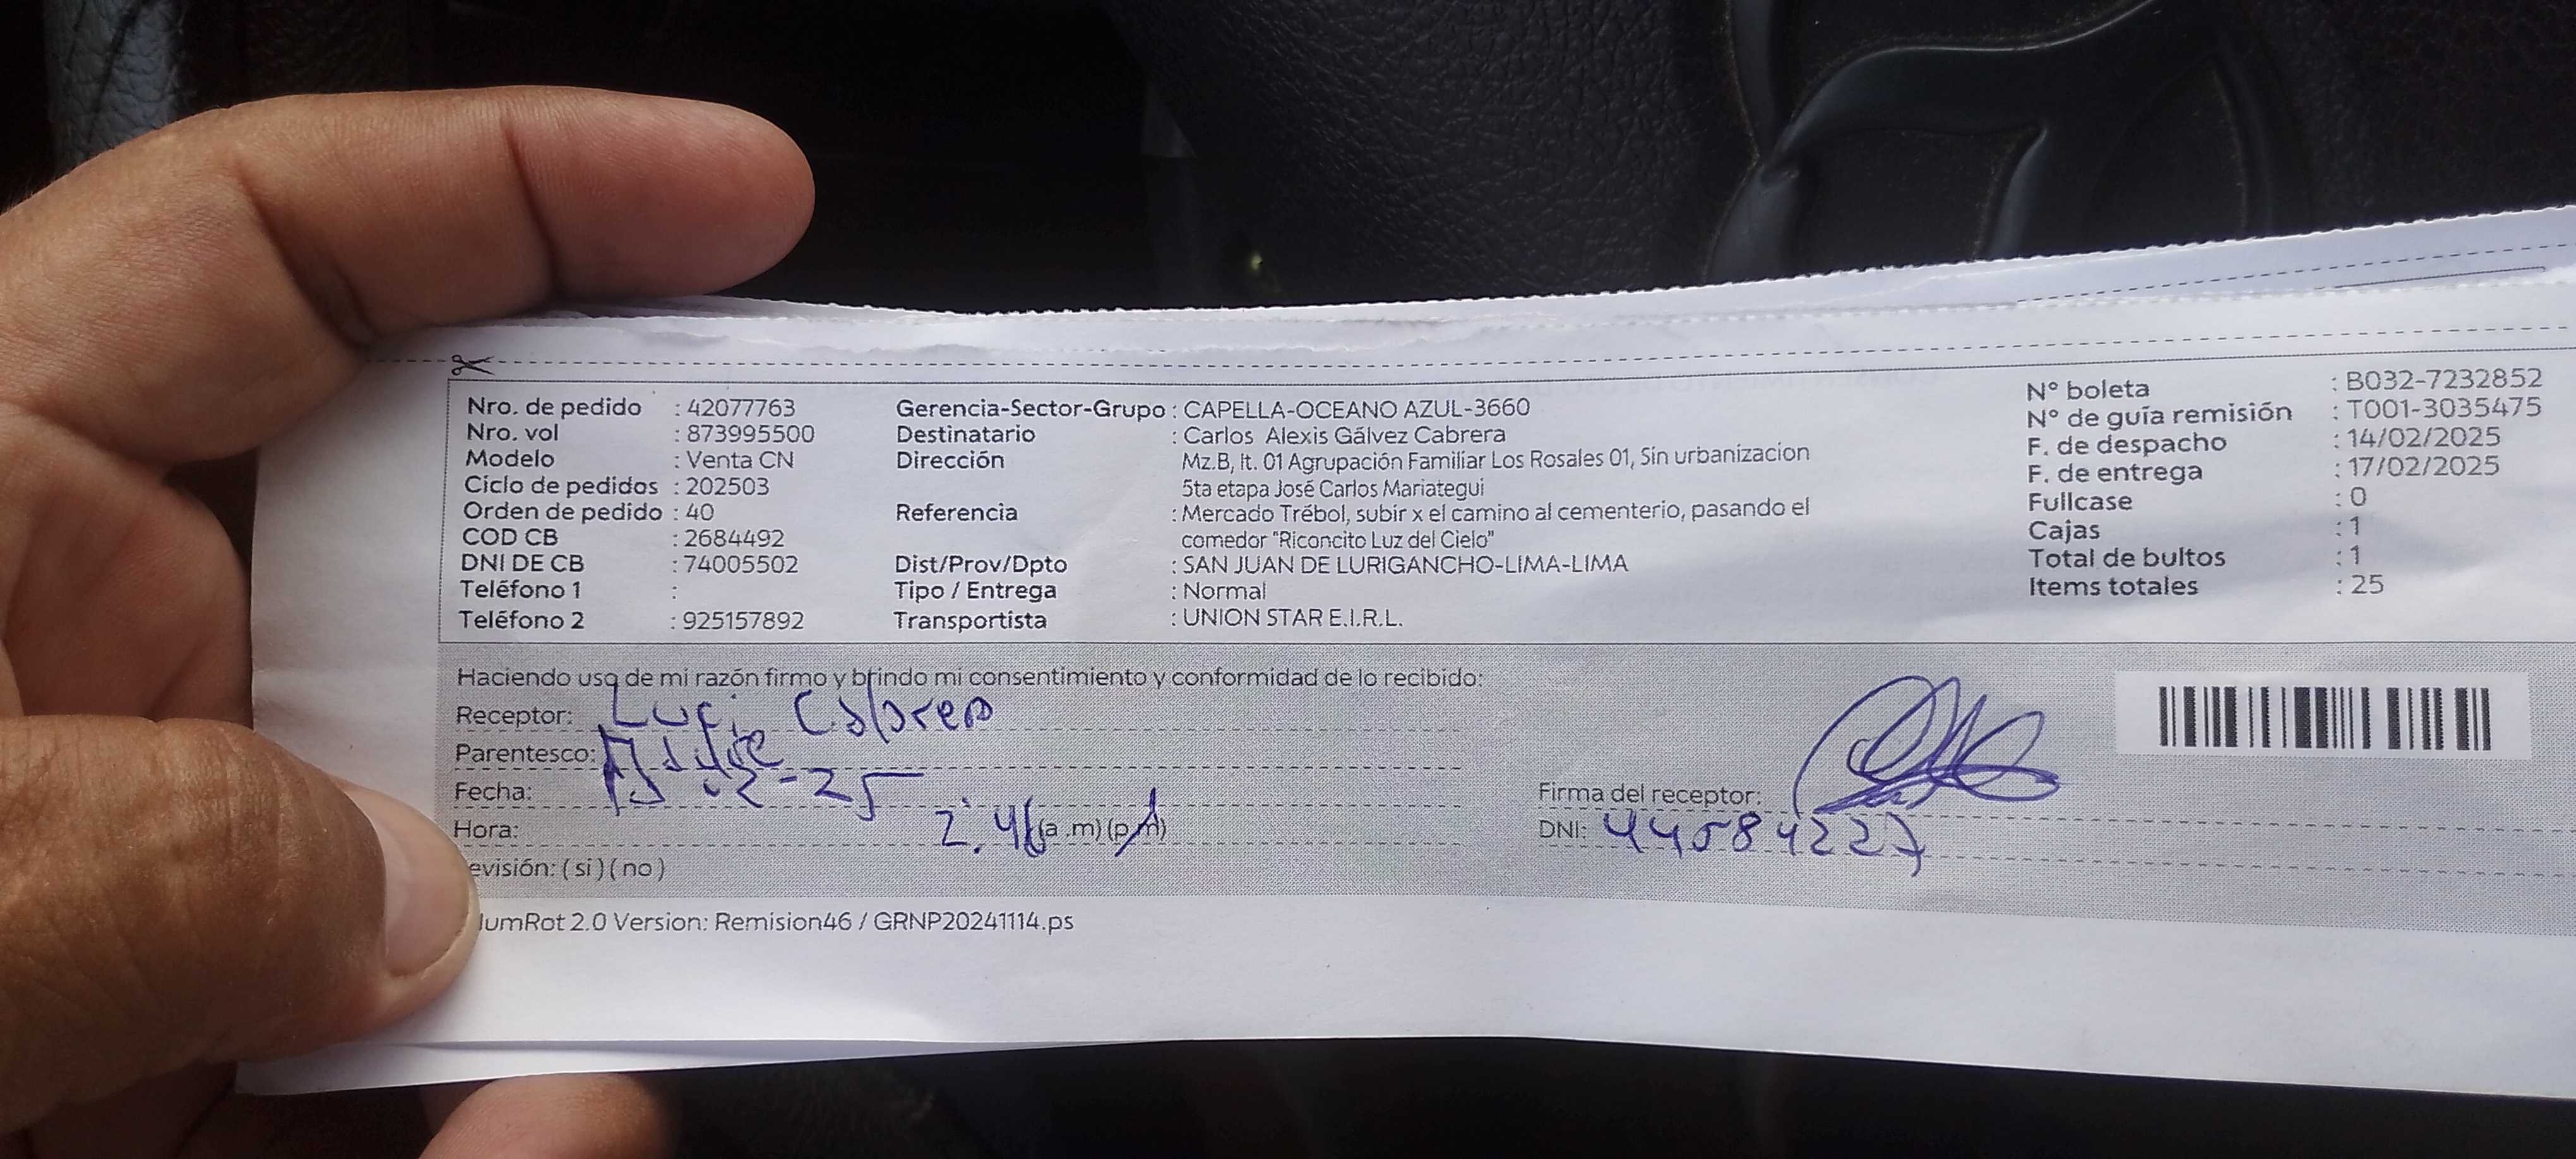 Nro. de pedido : 42077763
Nro. vol : 873995500
Modelo : Venta CN
Ciclo de pedidos : 202503
Orden de pedido : 40
COD CB : 2684492
DNI DE CB : 74005502
Teléfono 1 :
Teléfono 2 : 925157892
Gerencia-Sector-Grupo : CAPELLA-OCEANO AZUL-3660
Destinatario : Carlos Alexis Gálvez Cabrera
Dirección Mz.B, lt. 01 Agrupación Familiar Los Rosales 01, Sin urbanizacion
5ta etapa José Carlos Mariategui
Referencia : Mercado Trébol, subir x el camino al cementerio, pasando el
comedor "Riconcito Luz del Cielo"
Dist/Prov/Dpto : SAN JUAN DE LURIGANCHO-LIMA-LIMA
Tipo / Entrega : Normal
Transportista : UNION STAR E.I.R.L.
N° boleta : B032-7232852
N° de guía remisión : T001-3035475
F. de despacho : 14/02/2025
F. de entrega : 17/02/2025
Fullcase : 0
Cajas : 1
Total de bultos : 1
Items totales : 25
Haciendo uso de mi razón firmo y brindo mi consentimiento y conformidad de lo recibido:
Receptor:
Parentesco:
Fecha: 2-25
Hora: (a.m) (p.m)
evisión: ( si ) ( no )
Firma del receptor:
DNI: 44584227
umRot 2.0 Version: Remision46 / GRNP20241114.ps